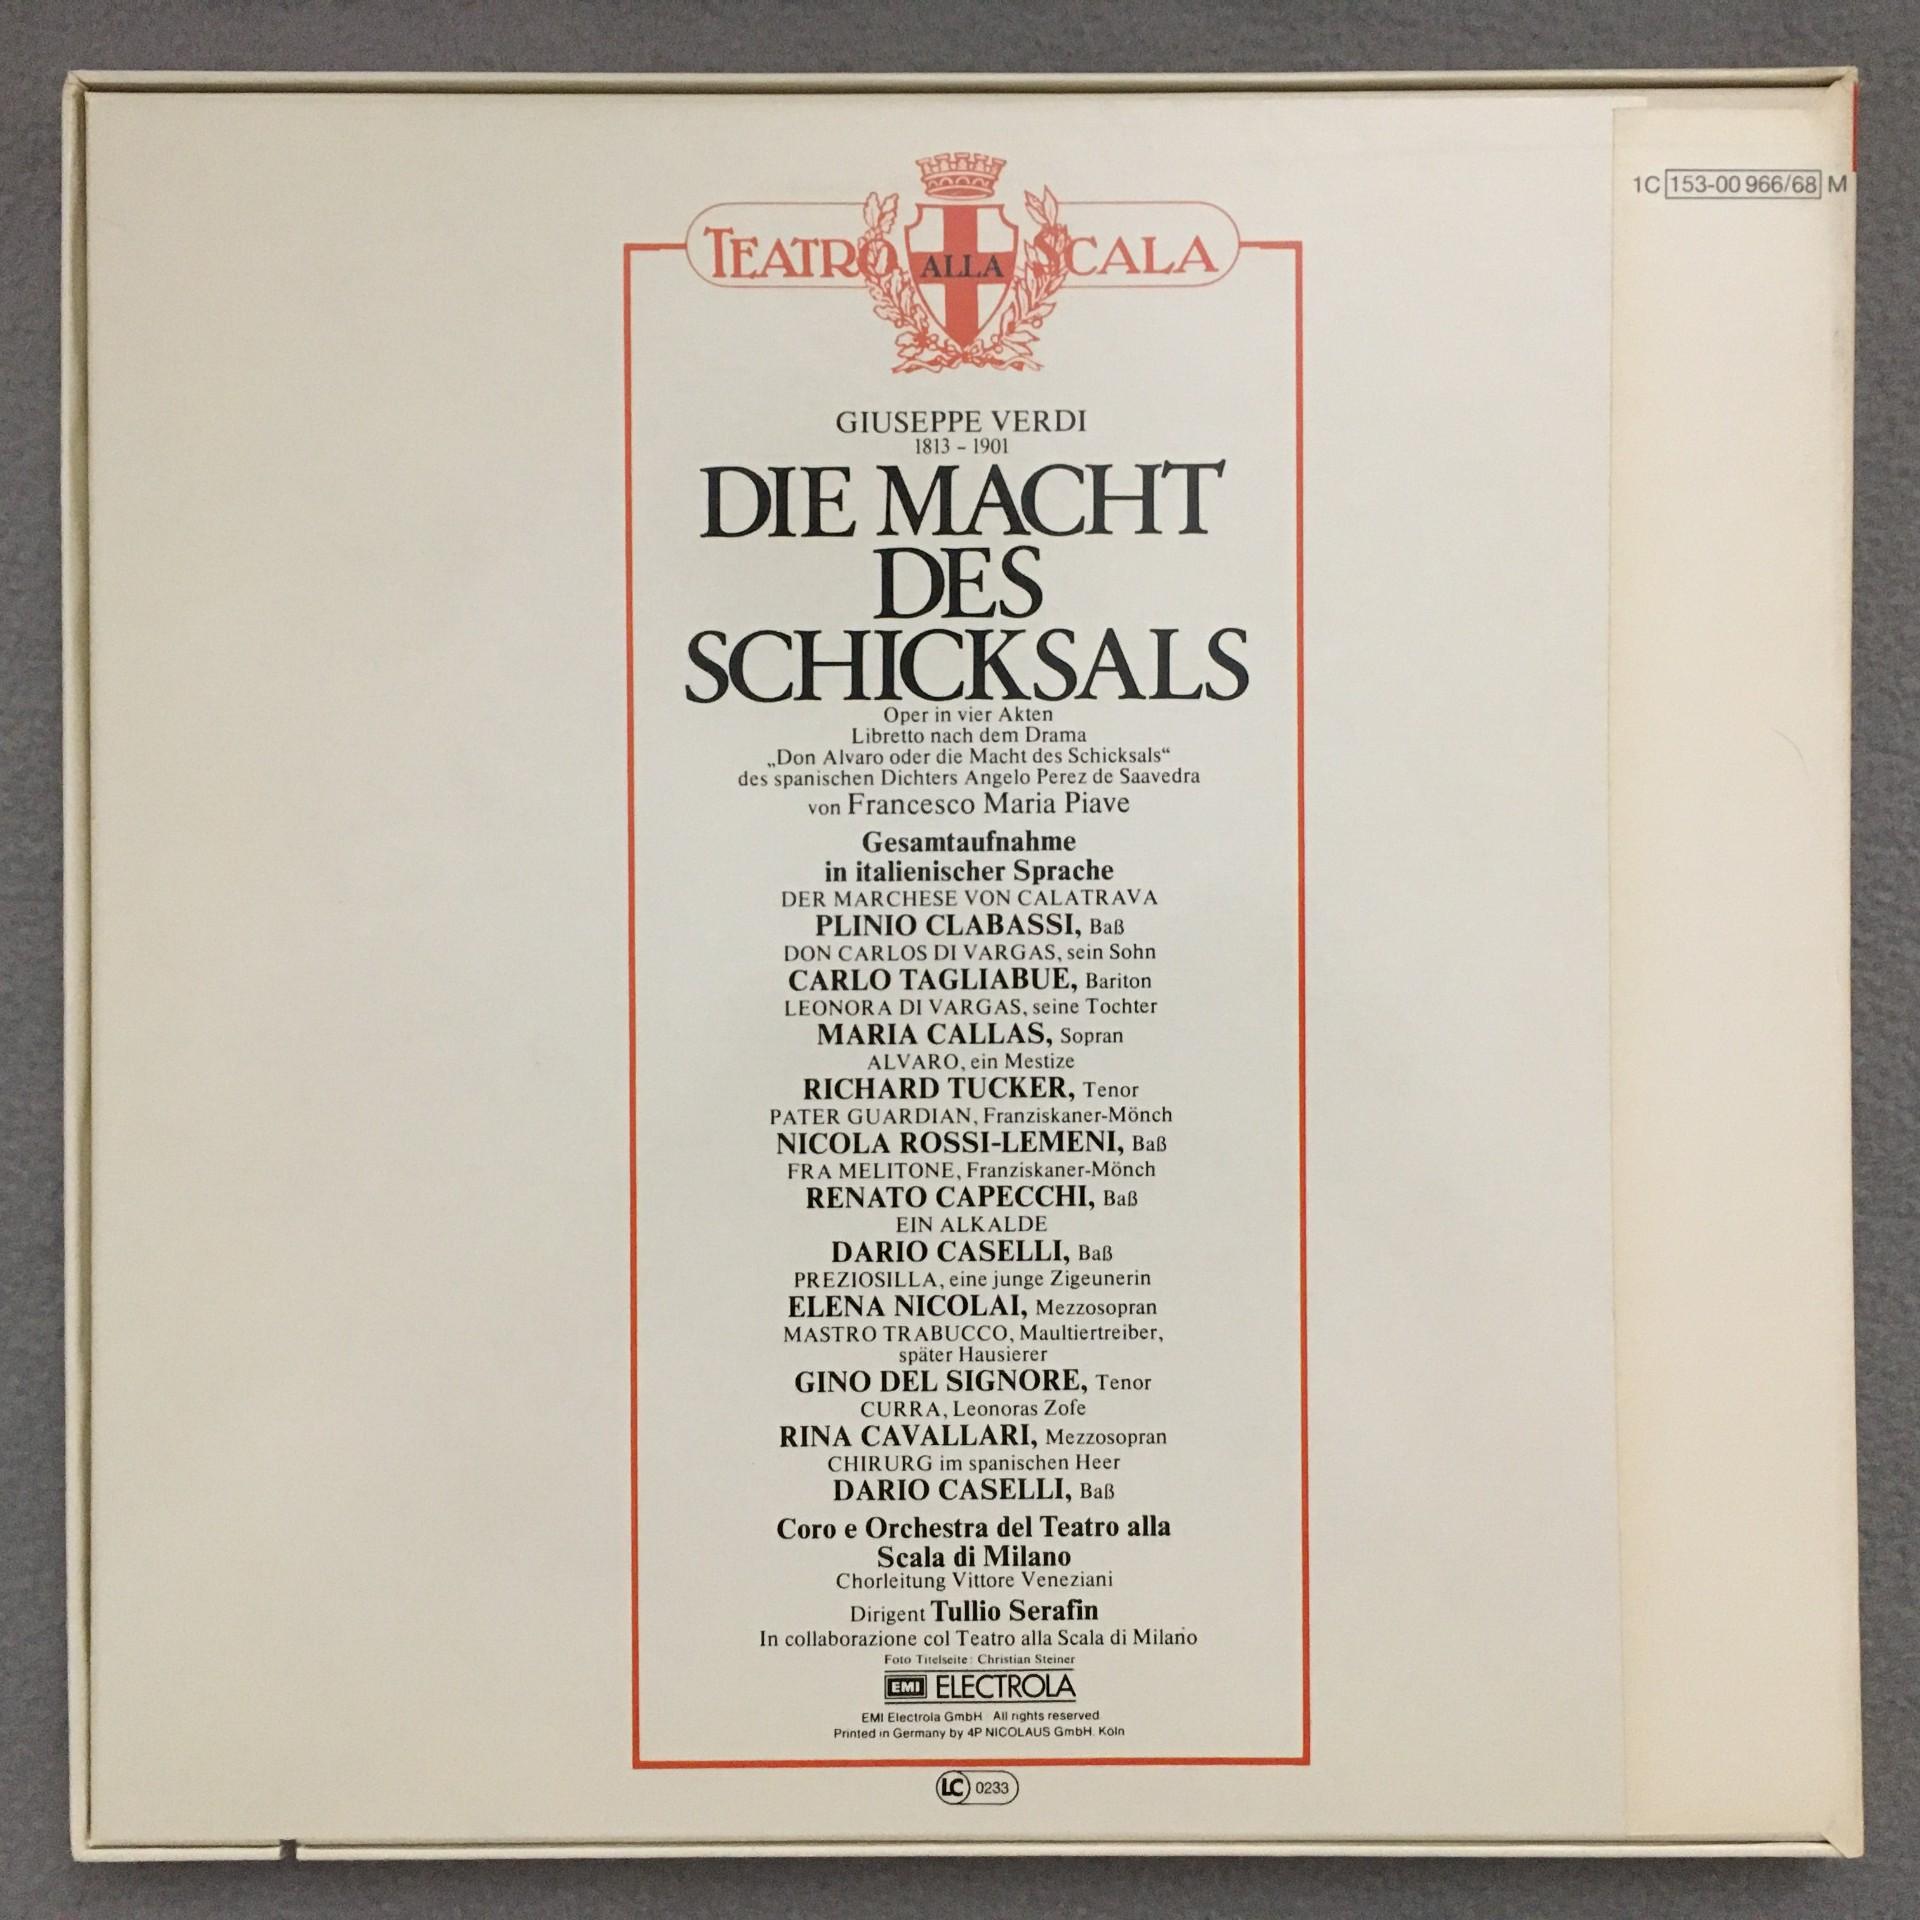 1C 153-00 966/68 M
TEATRO ALLA SCALA
GIUSEPPE VERDI
1813 – 1901
DIE MACHT
DES
SCHICKSALS
Oper in vier Akten
Libretto nach dem Drama
„Don Alvaro oder die Macht des Schicksals“
des spanischen Dichters Angelo Perez de Saavedra
von Francesco Maria Piave
Gesamtaufnahme
in italienischer Sprache
DER MARCHESE VON CALATRAVA
PLINIO CLABASSI, Baß
DON CARLOS DI VARGAS, sein Sohn
CARLO TAGLIABUE, Bariton
LEONORA DI VARGAS, seine Tochter
MARIA CALLAS, Sopran
ALVARO, ein Mestize
RICHARD TUCKER, Tenor
PATER GUARDIAN, Franziskaner-Mönch
NICOLA ROSSI-LEMENI, Baß
FRA MELITONE, Franziskaner-Mönch
RENATO CAPECCHI, Baß
EIN ALKALDE
DARIO CASELLI, Baß
PREZIOSILLA, eine junge Zigeunerin
ELENA NICOLAI, Mezzosopran
MASTRO TRABUCCO, Maultiertreiber,
später Hausierer
GINO DEL SIGNORE, Tenor
CURRA, Leonoras Zofe
RINA CAVALLARI, Mezzosopran
CHIRURG im spanischen Heer
DARIO CASELLI, Baß
Coro e Orchestra del Teatro alla
Scala di Milano
Chorleitung Vittore Veneziani
Dirigent Tullio Serafin
In collaborazione col Teatro alla Scala di Milano
Foto Titelseite: Christian Steiner
EMI ELECTROLA
EMI Electrola GmbH All rights reserved
Printed in Germany by 4P NICOLAUS GmbH. Köln
LC 0233